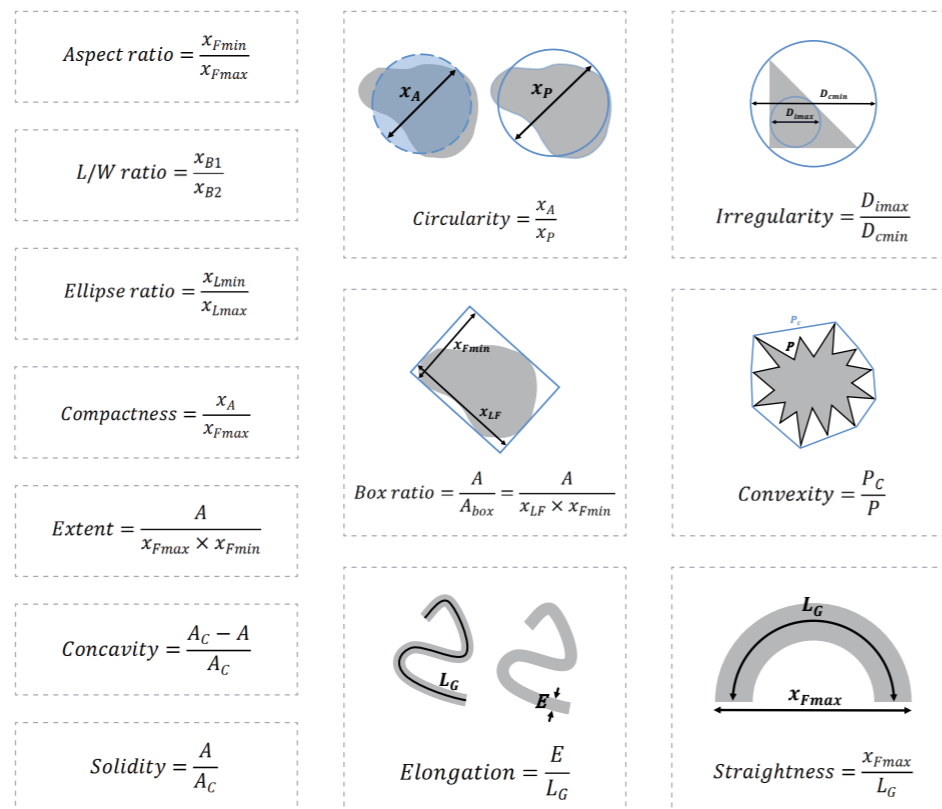 Aspect ratio = x_Fmin / x_Fmax
L/W ratio = x_B1 / x_B2
Ellipse ratio = x_Lmin / x_Lmax
Compactness = x_A / x_Fmax
Extent = A / x_Fmax × x_Fmin
Concavity = A_C − A / A_C
Solidity = A / A_C
x_A
x_P
Circularity = x_A / x_P
x_Fmin
x_LF
Box ratio = A / A_box = A / x_LF × x_Fmin
L_G
E
Elongation = E / L_G
D_cmin
D_imax
Irregularity = D_imax / D_cmin
P_c
P
Convexity = P_C / P
L_G
x_Fmax
Straightness = x_Fmax / L_G